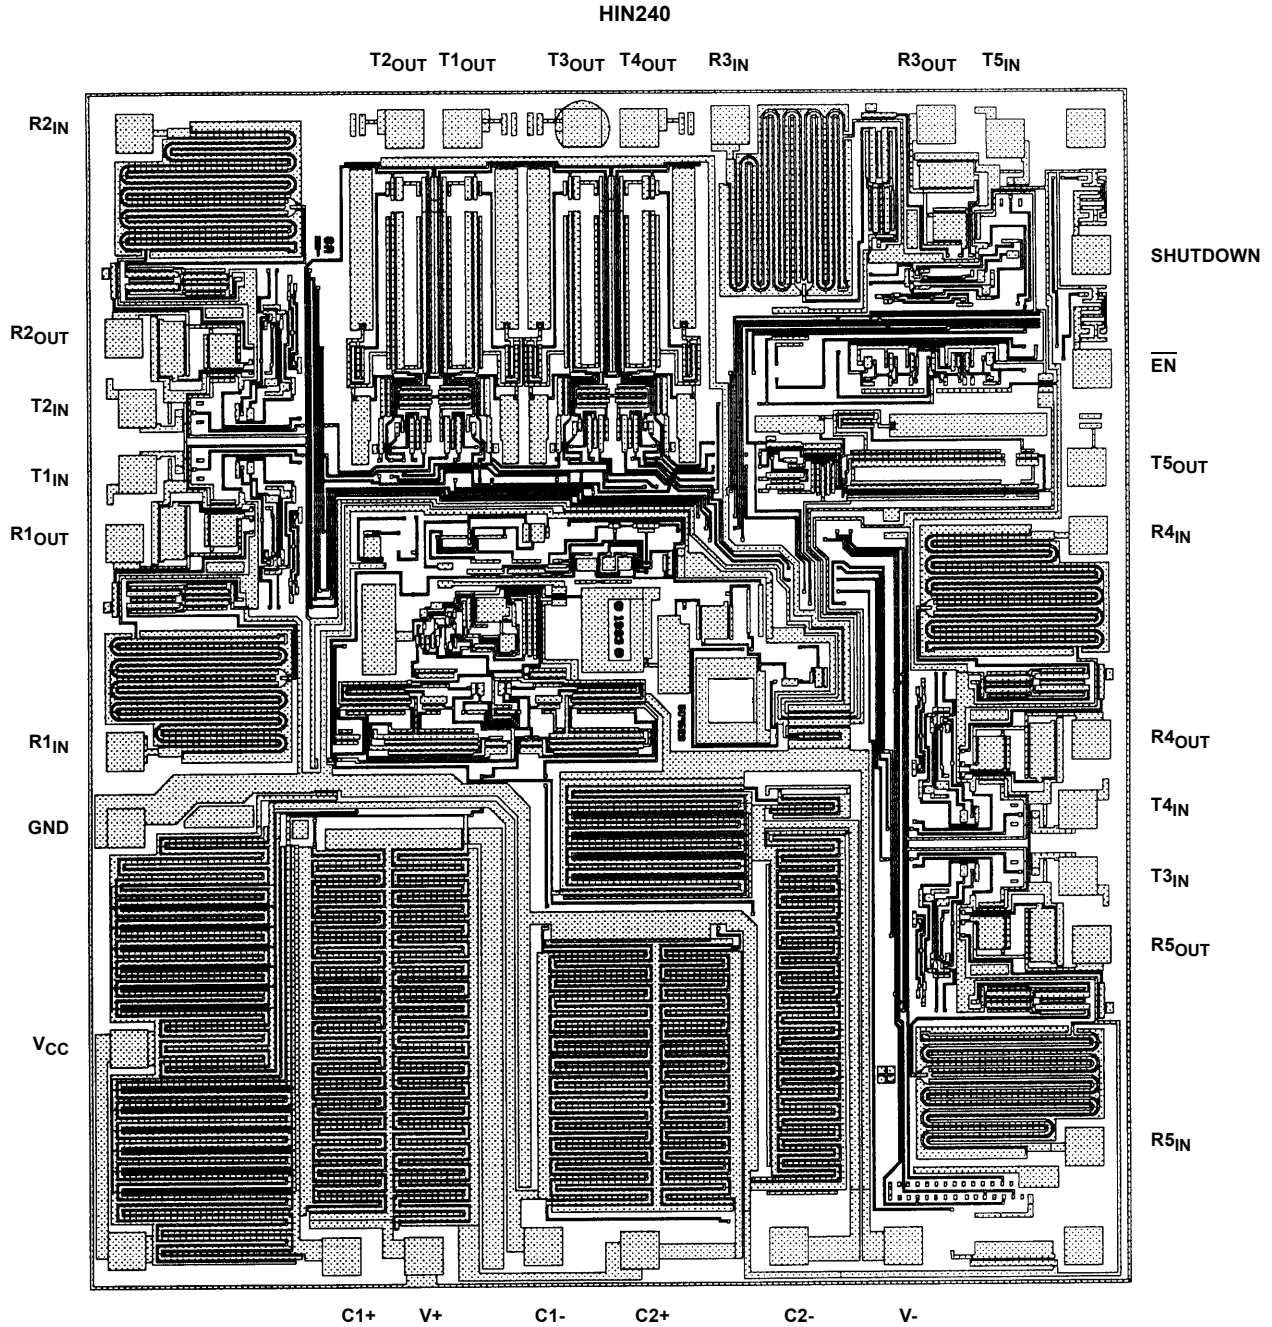 HIN240
T2OUT T1OUT T3OUT T4OUT R3IN R3OUT T5IN
R2IN
SHUTDOWN
R2OUT
EN
T2IN
T5OUT
T1IN
R1OUT
R4IN
R1IN
R4OUT
T4IN
GND
T3IN
R5OUT
VCC
R5IN
C1+ V+ C1- C2+ C2- V-